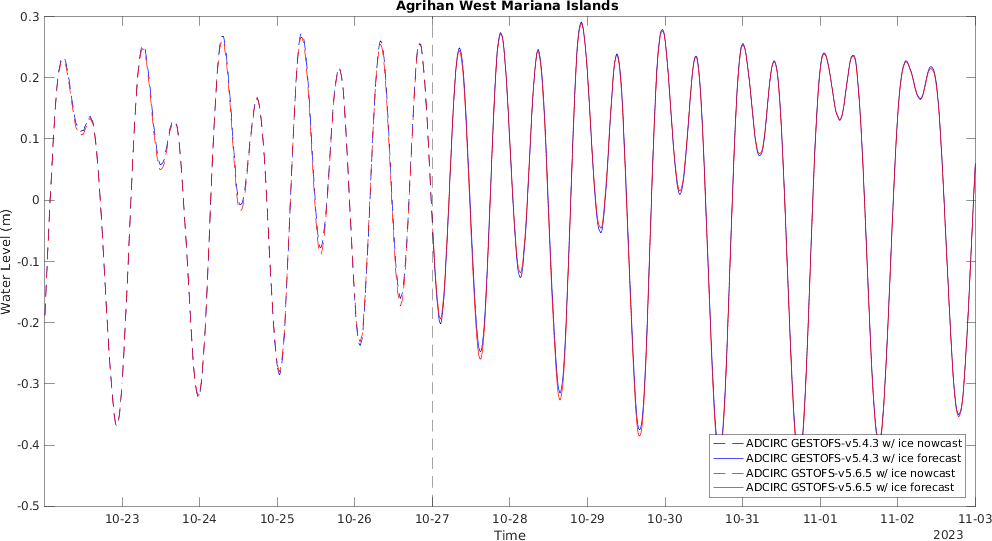 Agrihan West Mariana Islands
0.3
0.2
0.1
0
-0.1
-0.2
-0.3
-0.4
-0.5
Water Level (m)
ADCIRC GESTOFS-v5.4.3 w/ ice nowcast
ADCIRC GESTOFS-v5.4.3 w/ ice forecast
ADCIRC GSTOFS-v5.6.5 w/ ice nowcast
ADCIRC GSTOFS-v5.6.5 w/ ice forecast
10-23 10-24 10-25 10-26 10-27 10-28 10-29 10-30 10-31 11-01 11-02 11-03
Time
2023